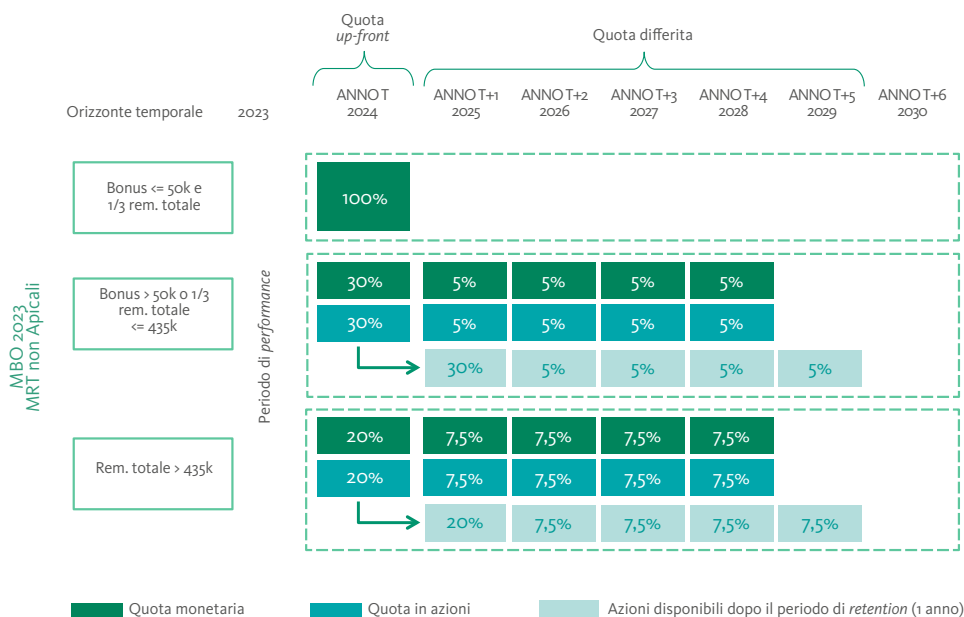 Quota
up-front
Quota differita
Orizzonte temporale
2023
ANNO T
2024
ANNO T+1
2025
ANNO T+2
2026
ANNO T+3
2027
ANNO T+4
2028
ANNO T+5
2029
ANNO T+6
2030
MBO 2023
MRT non Apicali
Periodo di performance
Bonus <= 50k e
1/3 rem. totale
100%
Bonus > 50k o 1/3
rem. totale
<= 435k
30% 5% 5% 5% 5%
30% 5% 5% 5% 5%
30% 5% 5% 5% 5%
Rem. totale > 435k
20% 7,5% 7,5% 7,5% 7,5%
20% 7,5% 7,5% 7,5% 7,5%
20% 7,5% 7,5% 7,5% 7,5%
Quota monetaria
Quota in azioni
Azioni disponibili dopo il periodo di retention (1 anno)